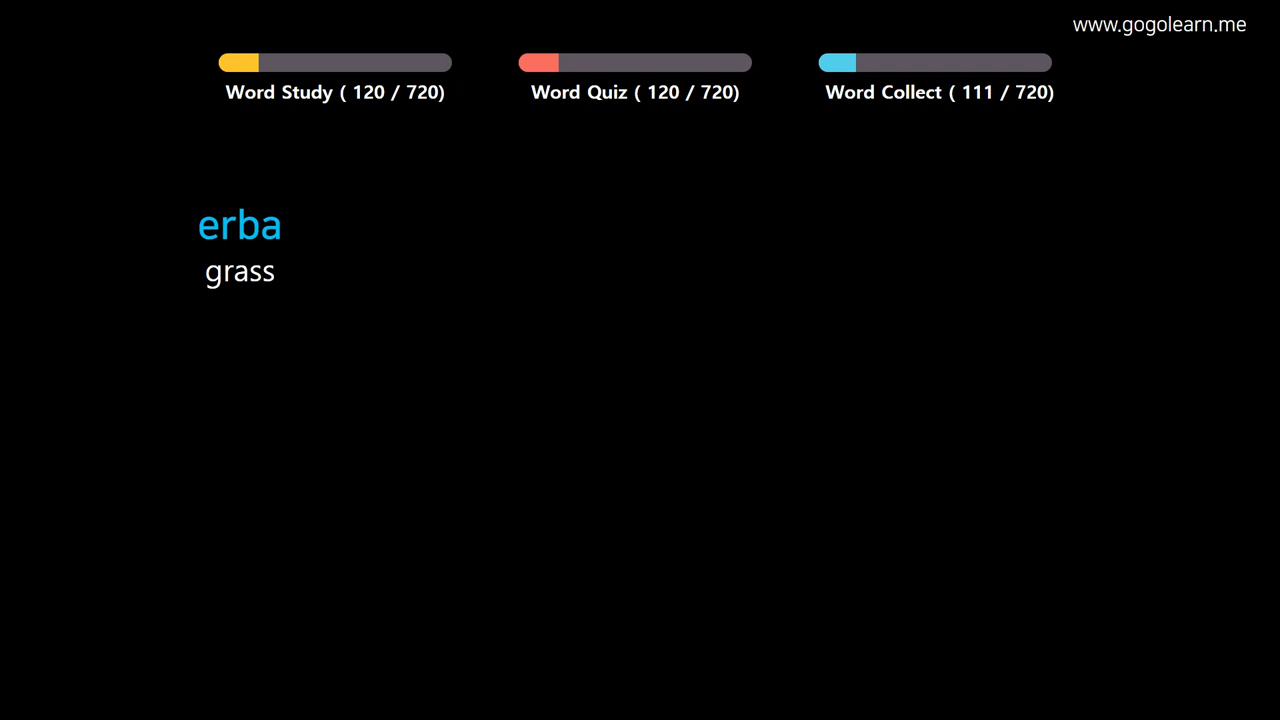 www.gogolearn.me
Word Study ( 120 / 720)
Word Quiz ( 120 / 720)
Word Collect ( 111 / 720)
erba
grass